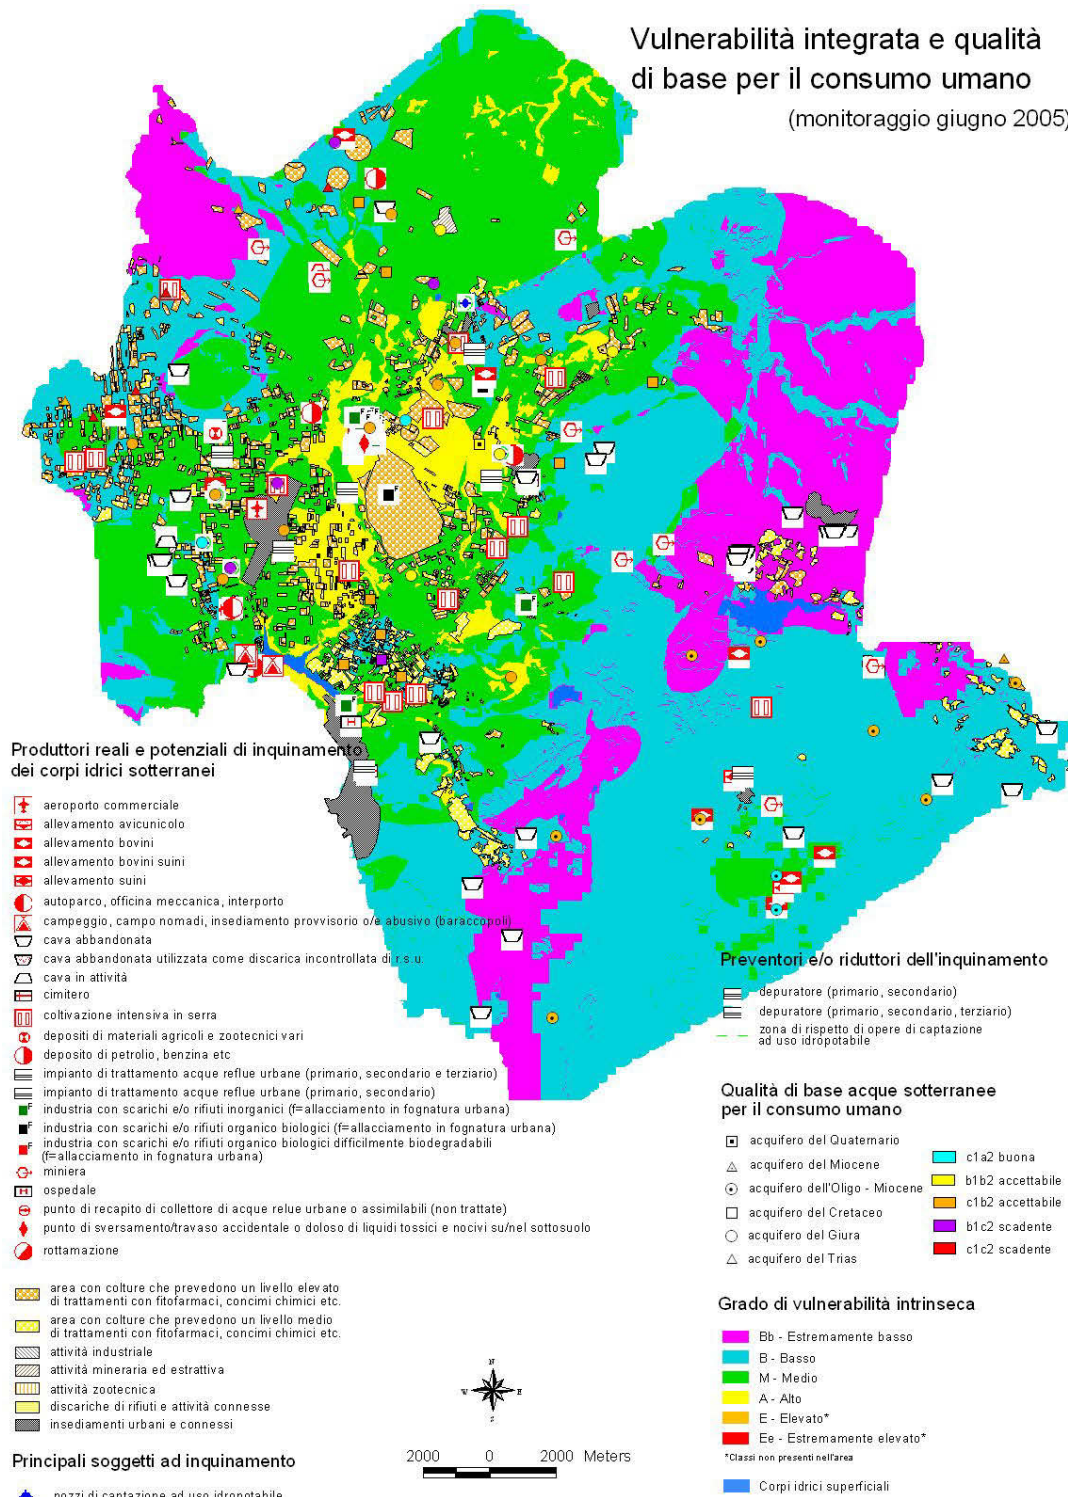 Vulnerabilità integrata e qualità
di base per il consumo umano
(monitoraggio giugno 2005)
Produttori reali e potenziali di inquinamento
dei corpi idrici sotterranei
aeroporto commerciale
allevamento avicunicolo
allevamento bovini
allevamento bovini suini
allevamento suini
autoparco, officina meccanica, interporto
campeggio, campo nomadi, insediamento provvisorio o/e abusivo (baraccopoli)
cava abbandonata
cava abbandonata utilizzata come discarica incontrollata di r.s.u.
cava in attività
cimitero
coltivazione intensiva in serra
depositi di materiali agricoli e zootecnici vari
deposito di petrolio, benzina etc
impianto di trattamento acque reflue urbane (primario, secondario e terziario)
impianto di trattamento acque reflue urbane (primario, secondario)
F industria con scarichi e/o rifiuti inorganici (f=allacciamento in fognatura urbana)
F industria con scarichi e/o rifiuti organico biologici (f=allacciamento in fognatura urbana)
F industria con scarichi e/o rifiuti organico biologici difficilmente biodegradabili
(f=allacciamento in fognatura urbana)
miniera
H ospedale
punto di recapito di collettore di acque relue urbane o assimilabili (non trattate)
punto di sversamento/travaso accidentale o doloso di liquidi tossici e nocivi su/nel sottosuolo
rottamazione
area con colture che prevedono un livello elevato
di trattamenti con fitofarmaci, concimi chimici etc.
area con colture che prevedono un livello medio
di trattamenti con fitofarmaci, concimi chimici etc.
attività industriale
attività mineraria ed estrattiva
attività zootecnica
discariche di rifiuti e attività connesse
insediamenti urbani e connessi
Principali soggetti ad inquinamento
pozzi di captazione ad uso idropotabile
N
W E
S
2000 0 2000 Meters
Preventori e/o riduttori dell'inquinamento
depuratore (primario, secondario)
depuratore (primario, secondario, terziario)
zona di rispetto di opere di captazione
ad uso idropotabile
Qualità di base acque sotterranee
per il consumo umano
acquifero del Quaternario
acquifero del Miocene
acquifero dell'Oligo - Miocene
acquifero del Cretaceo
acquifero del Giura
acquifero del Trias
c1a2 buona
b1b2 accettabile
c1b2 accettabile
b1c2 scadente
c1c2 scadente
Grado di vulnerabilità intrinseca
Bb - Estremamente basso
B - Basso
M - Medio
A - Alto
E - Elevato*
Ee - Estremamente elevato*
*Classi non presenti nell'area
Corpi idrici superficiali